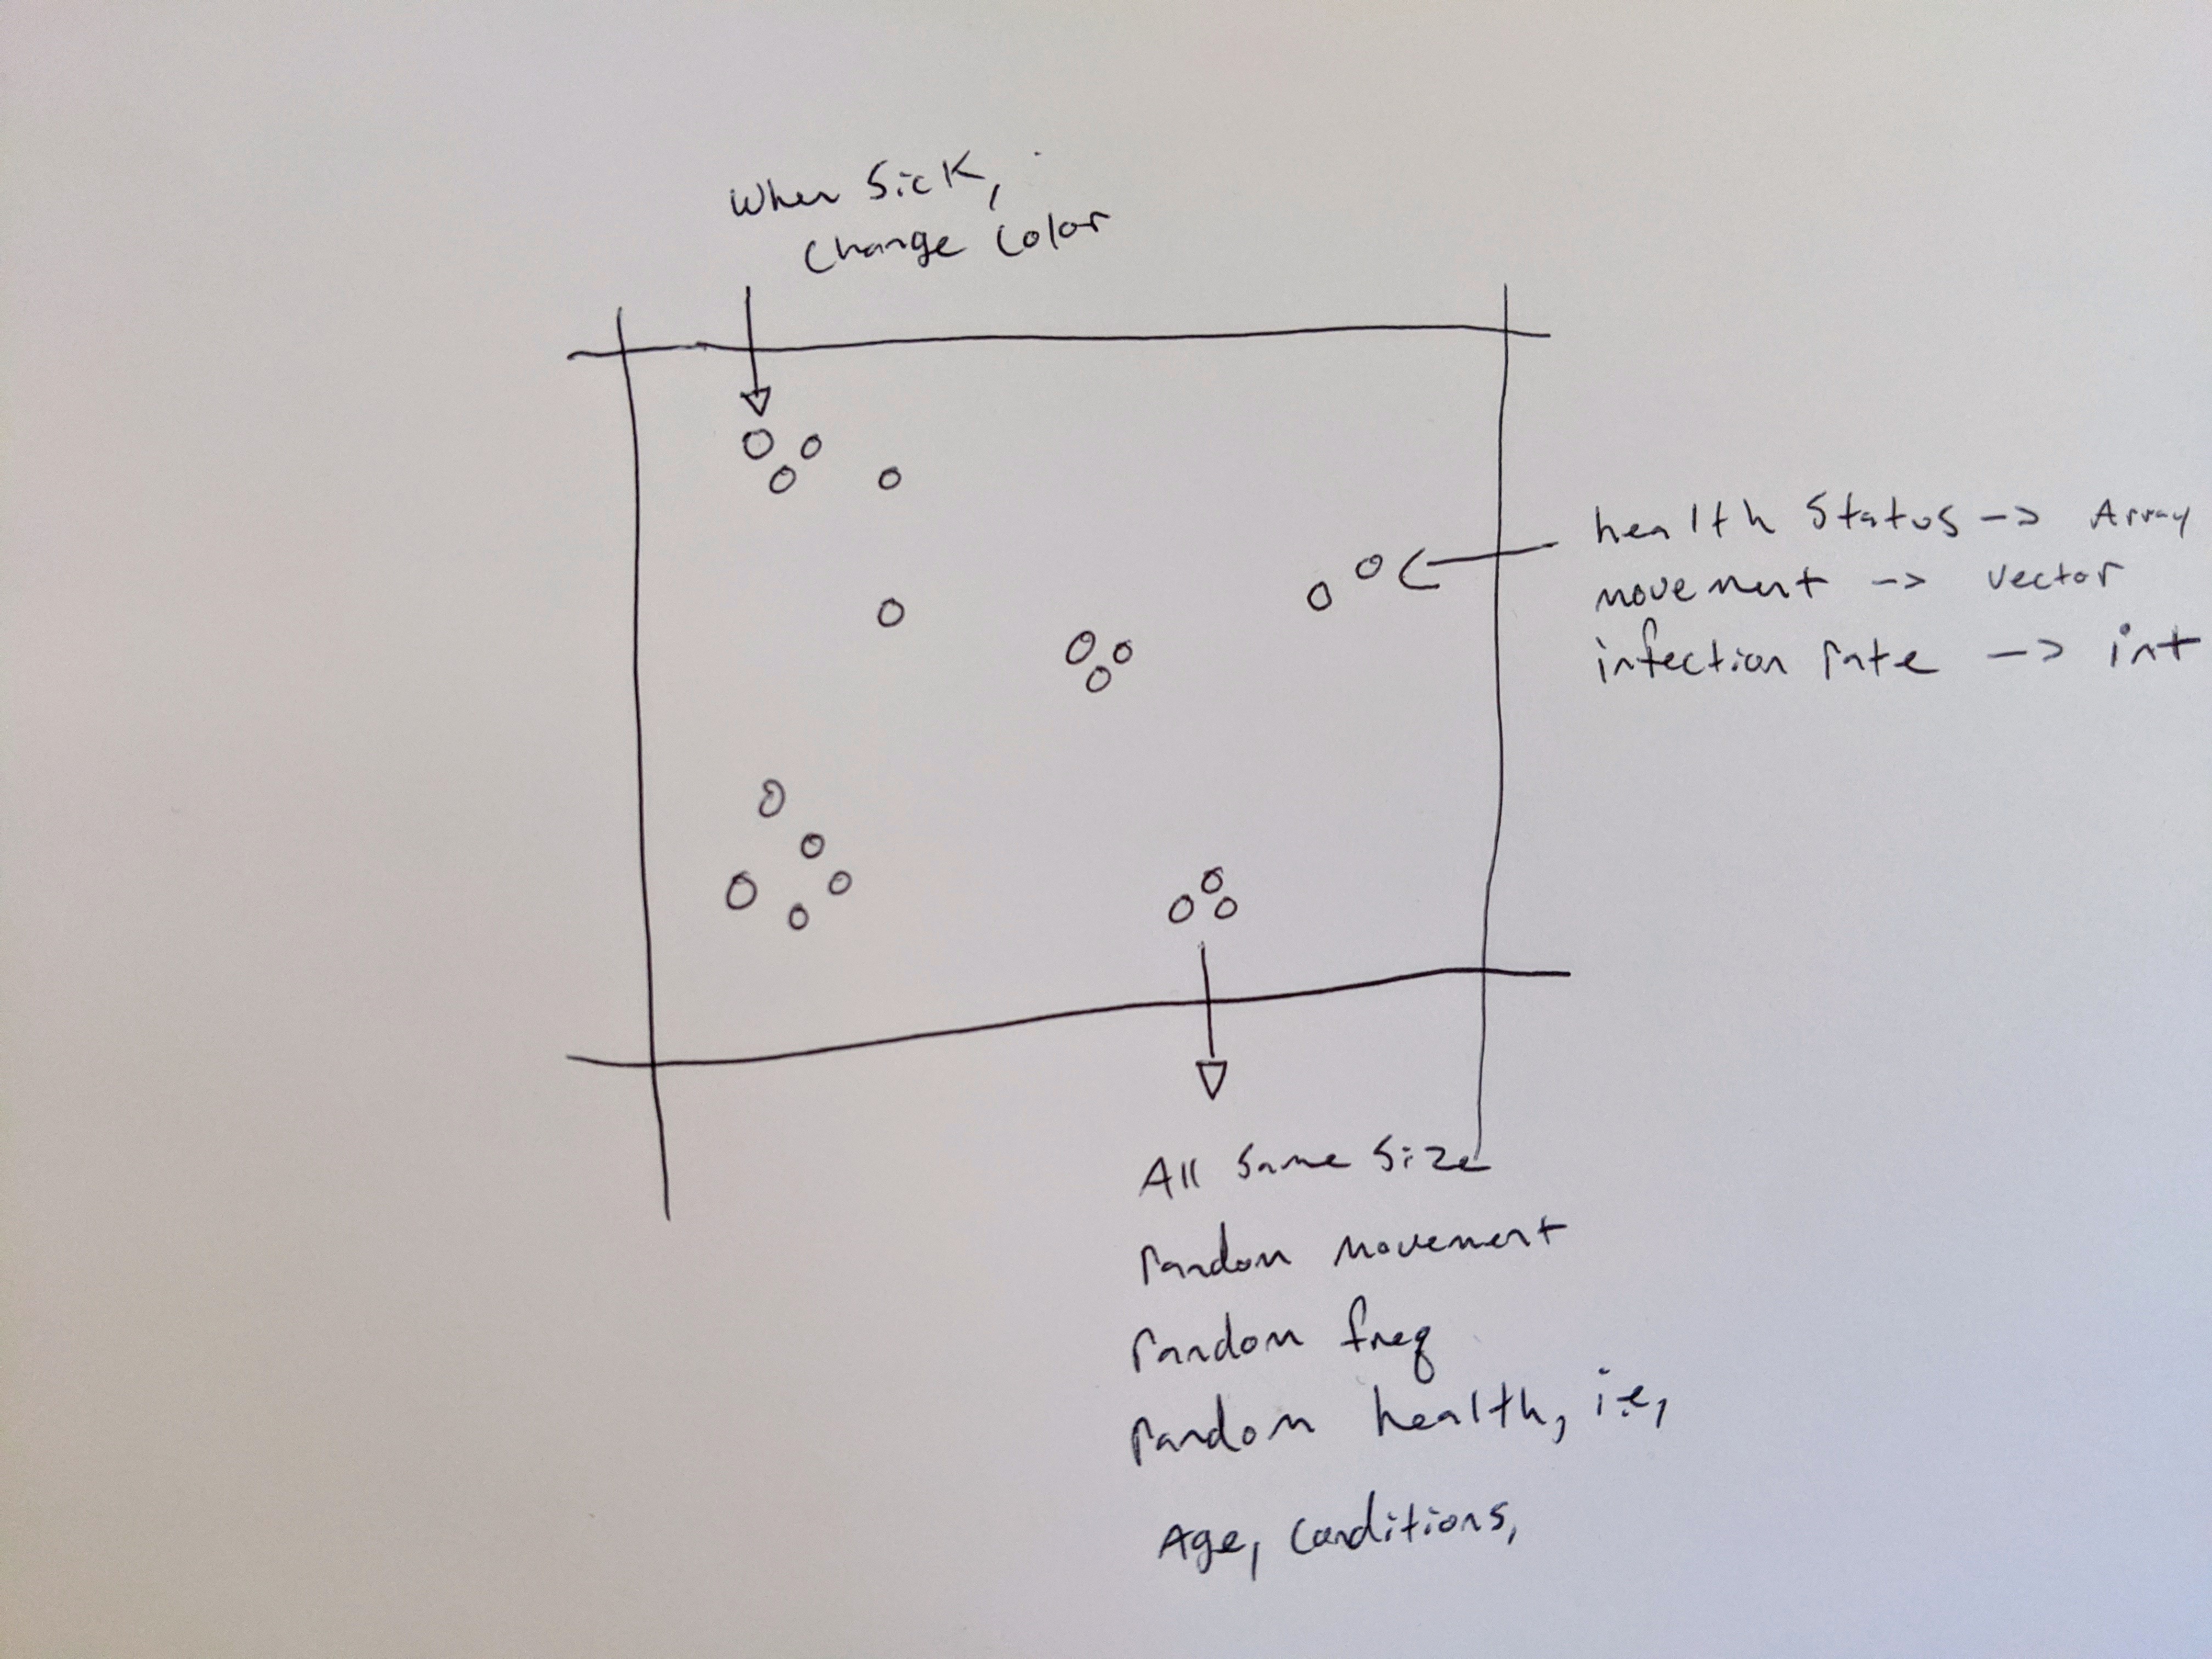 When Sick,
Change Color
health Status -> Array
movement -> vector
infection rate -> int
All Same Size
random movement
random freq
random health, i.e,
Age, conditions,